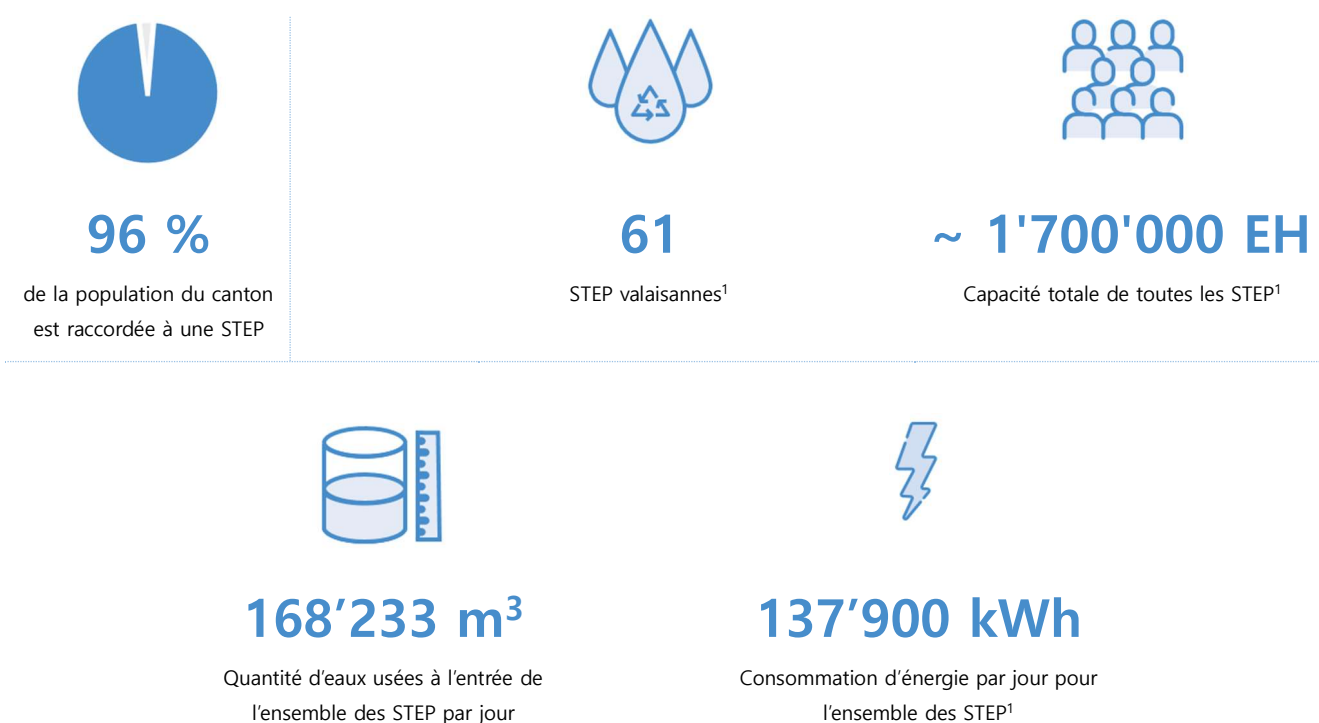 96 %
de la population du canton
est raccordée à une STEP
61
STEP valaisannes¹
~ 1'700'000 EH
Capacité totale de toutes les STEP¹
168’233 m³
Quantité d’eaux usées à l’entrée de
l’ensemble des STEP par jour
137’900 kWh
Consommation d’énergie par jour pour
l’ensemble des STEP¹